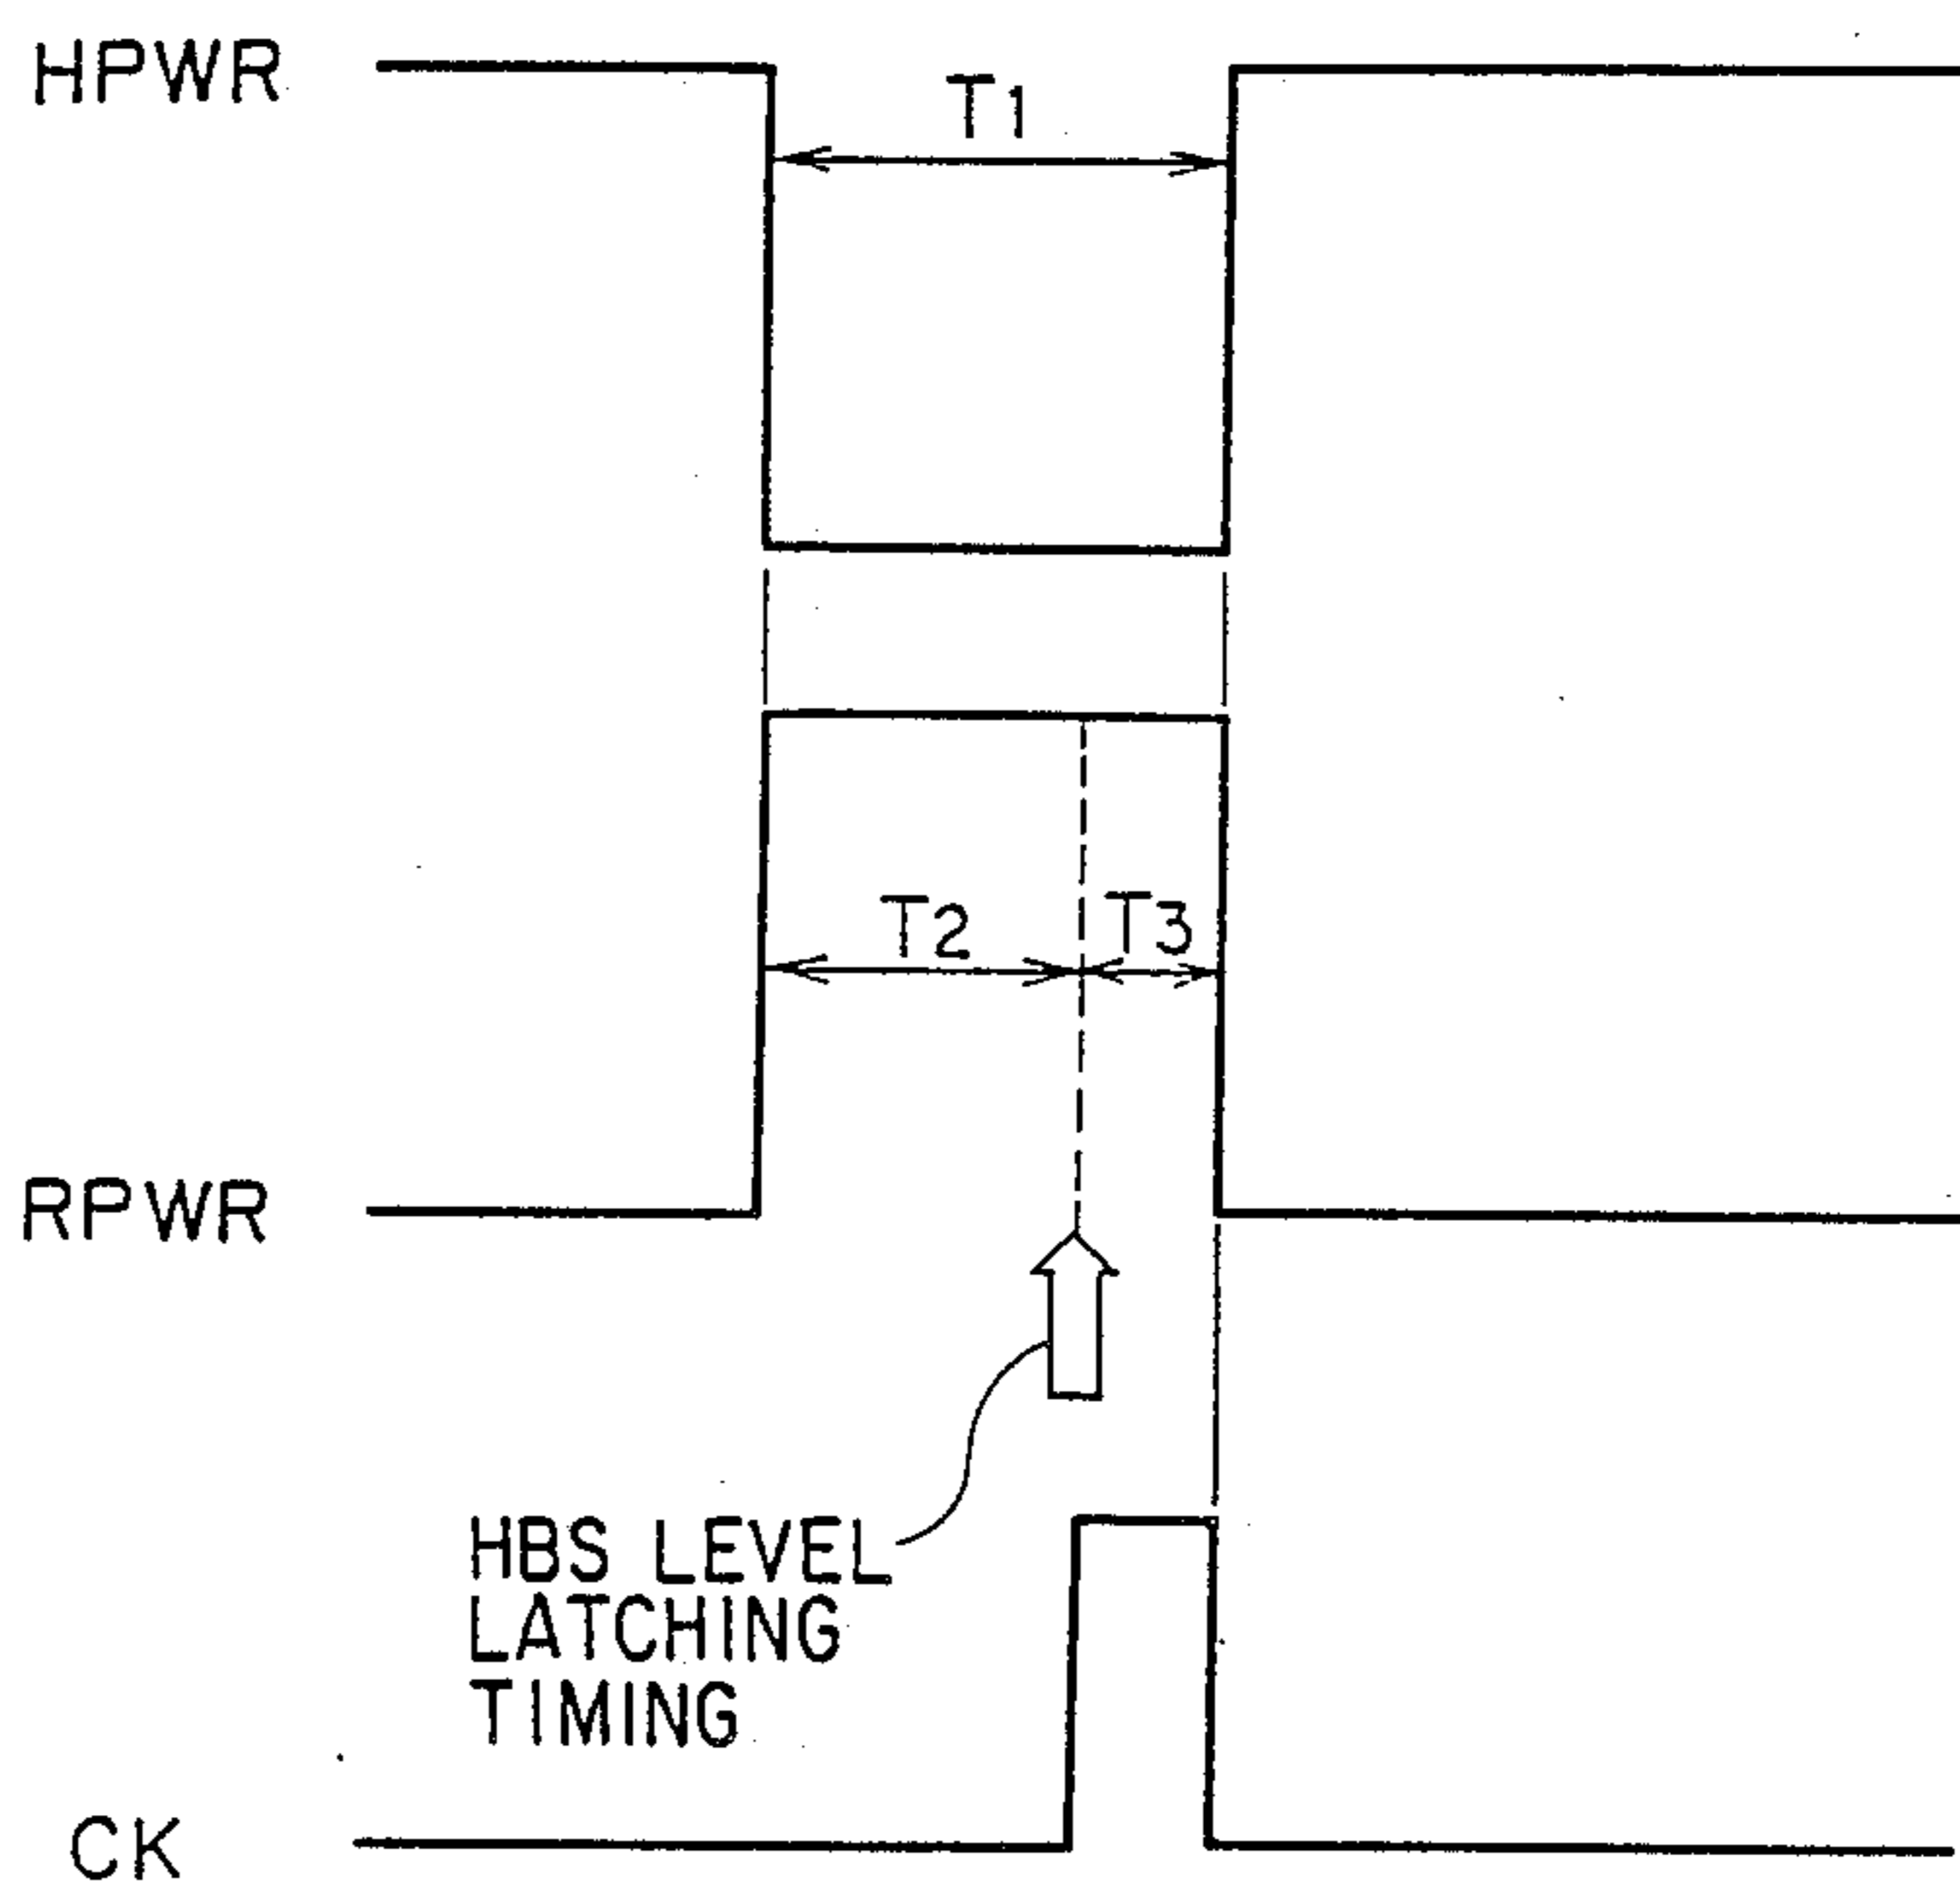 HPWR
T1
T2
T3
RPWR
HBS LEVEL
LATCHING
TIMING
CK